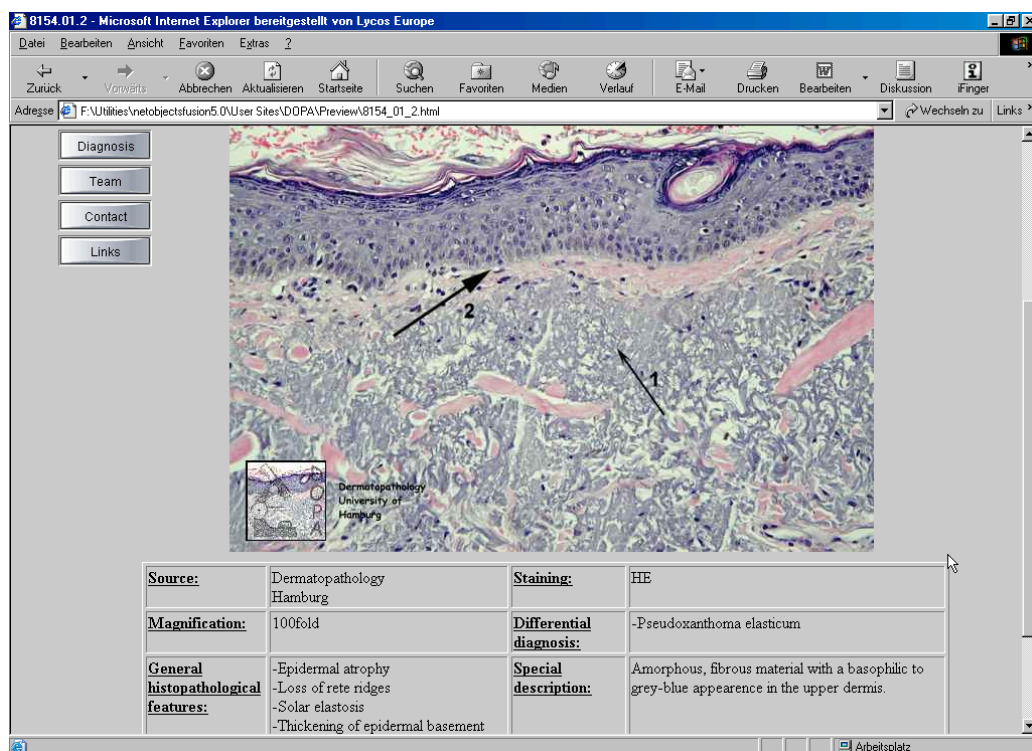 8154.01.2 - Microsoft Internet Explorer bereitgestellt von Lycos Europe
Datei Bearbeiten Ansicht Favoriten Extras ?
Zurück Vorwärts Abbrechen Aktualisieren Startseite Suchen Favoriten Medien Verlauf E-Mail Drucken Bearbeiten Diskussion iFinger
Adresse F:\Utilities\netobjectsfusion5.0\User Sites\DOPA\Preview\8154_01_2.html Wechseln zu Links
Diagnosis
Team
Contact
Links
2
1
DOPA
Dermatopathology
University of
Hamburg
Source: Dermatopathology Staining: HE
Hamburg
Magnification: 100fold Differential -Pseudoxanthoma elasticum
diagnosis:
General -Epidermal atrophy Special Amorphous, fibrous material with a basophilic to
histopathological -Loss of rete ridges description: grey-blue appearence in the upper dermis.
features: -Solar elastosis
-Thickening of epidermal basement
Arbeitsplatz